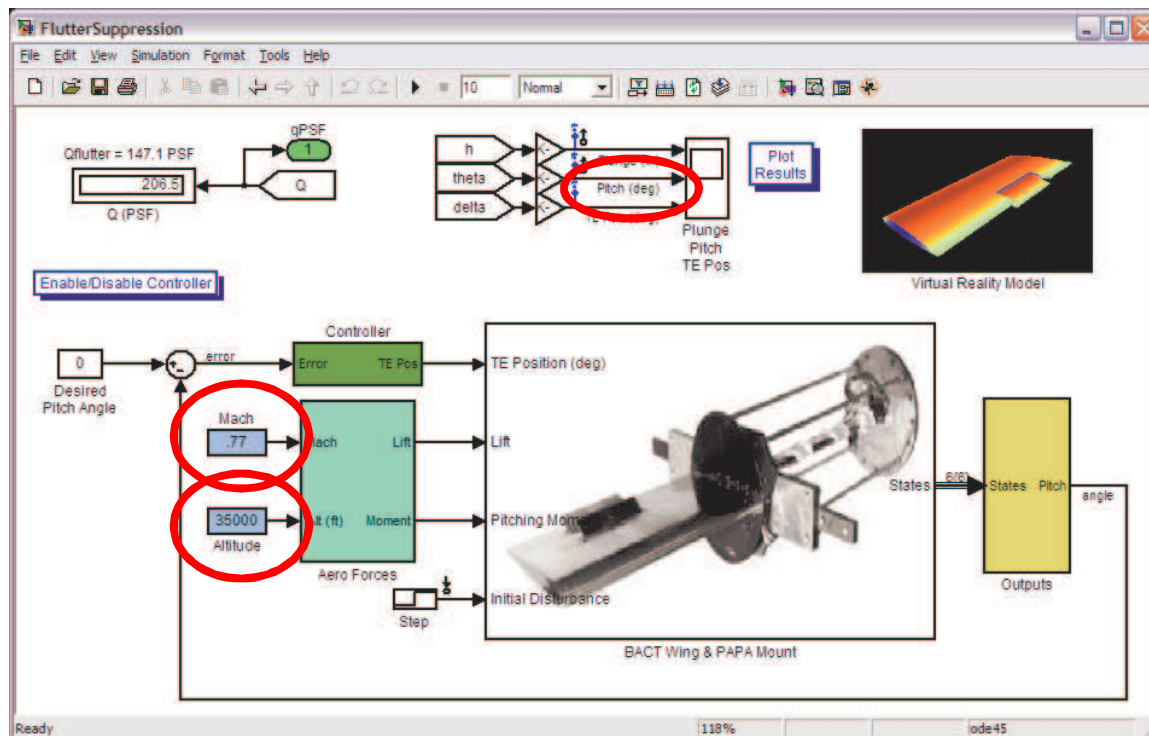 FlutterSuppression
File Edit View Simulation Format Tools Help
10 Normal
qPSF
Qflutter = 147.1 PSF
1
206.5
Q
Q (PSF)
h
theta
delta
Pitch (deg)
Plot
Results
Plunge
Pitch
TE Pos
Virtual Reality Model
Enable/Disable Controller
Controller
0
error
Error TE Pos
TE Position (deg)
Desired
Pitch Angle
Mach
.77
Mach Lift
Lift
States
6{6}
States Pitch
angle
35000
Alt (ft) Moment
Altitude
Aero Forces
Outputs
Initial Disturbance
Step
BACT Wing & PAPA Mount
Ready 118% ode45